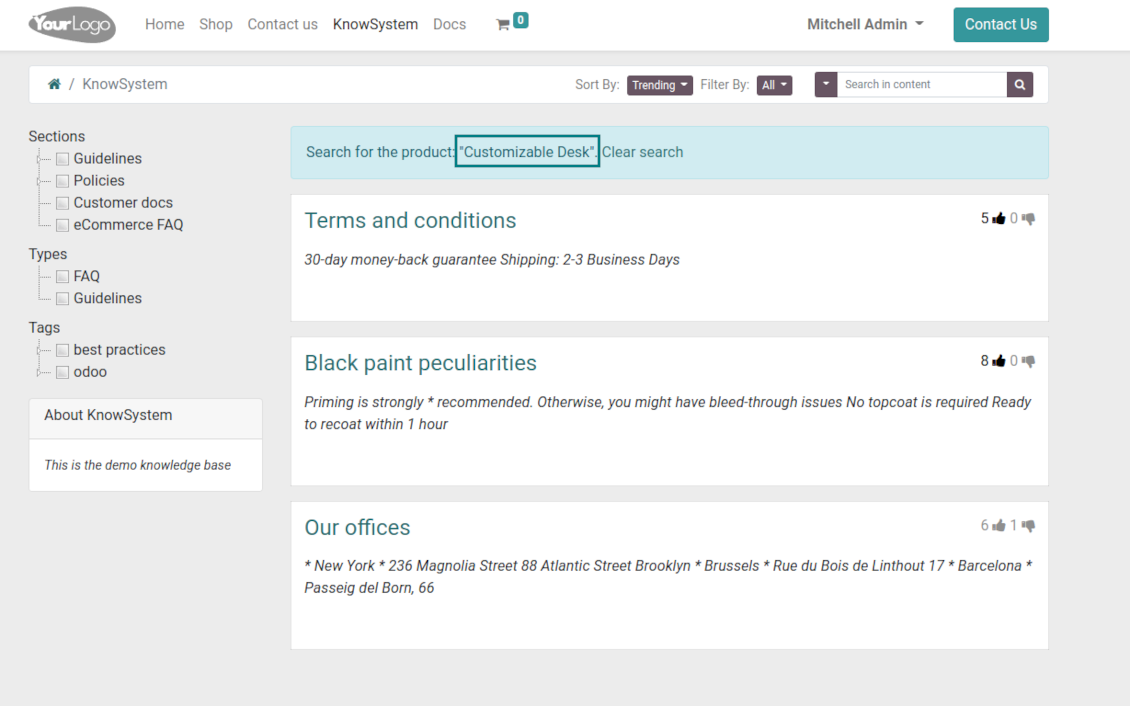 YourLogo
Home Shop Contact us KnowSystem Docs 0 Mitchell Admin Contact Us
/ KnowSystem Sort By: Trending Filter By: All Search in content
Sections
Guidelines
Policies
Customer docs
eCommerce FAQ
Types
FAQ
Guidelines
Tags
best practices
odoo
About KnowSystem
This is the demo knowledge base
Search for the product: "Customizable Desk". Clear search
Terms and conditions 5 0
30-day money-back guarantee Shipping: 2-3 Business Days
Black paint peculiarities 8 0
Priming is strongly * recommended. Otherwise, you might have bleed-through issues No topcoat is required Ready
to recoat within 1 hour
Our offices 6 1
* New York * 236 Magnolia Street 88 Atlantic Street Brooklyn * Brussels * Rue du Bois de Linthout 17 * Barcelona *
Passeig del Born, 66